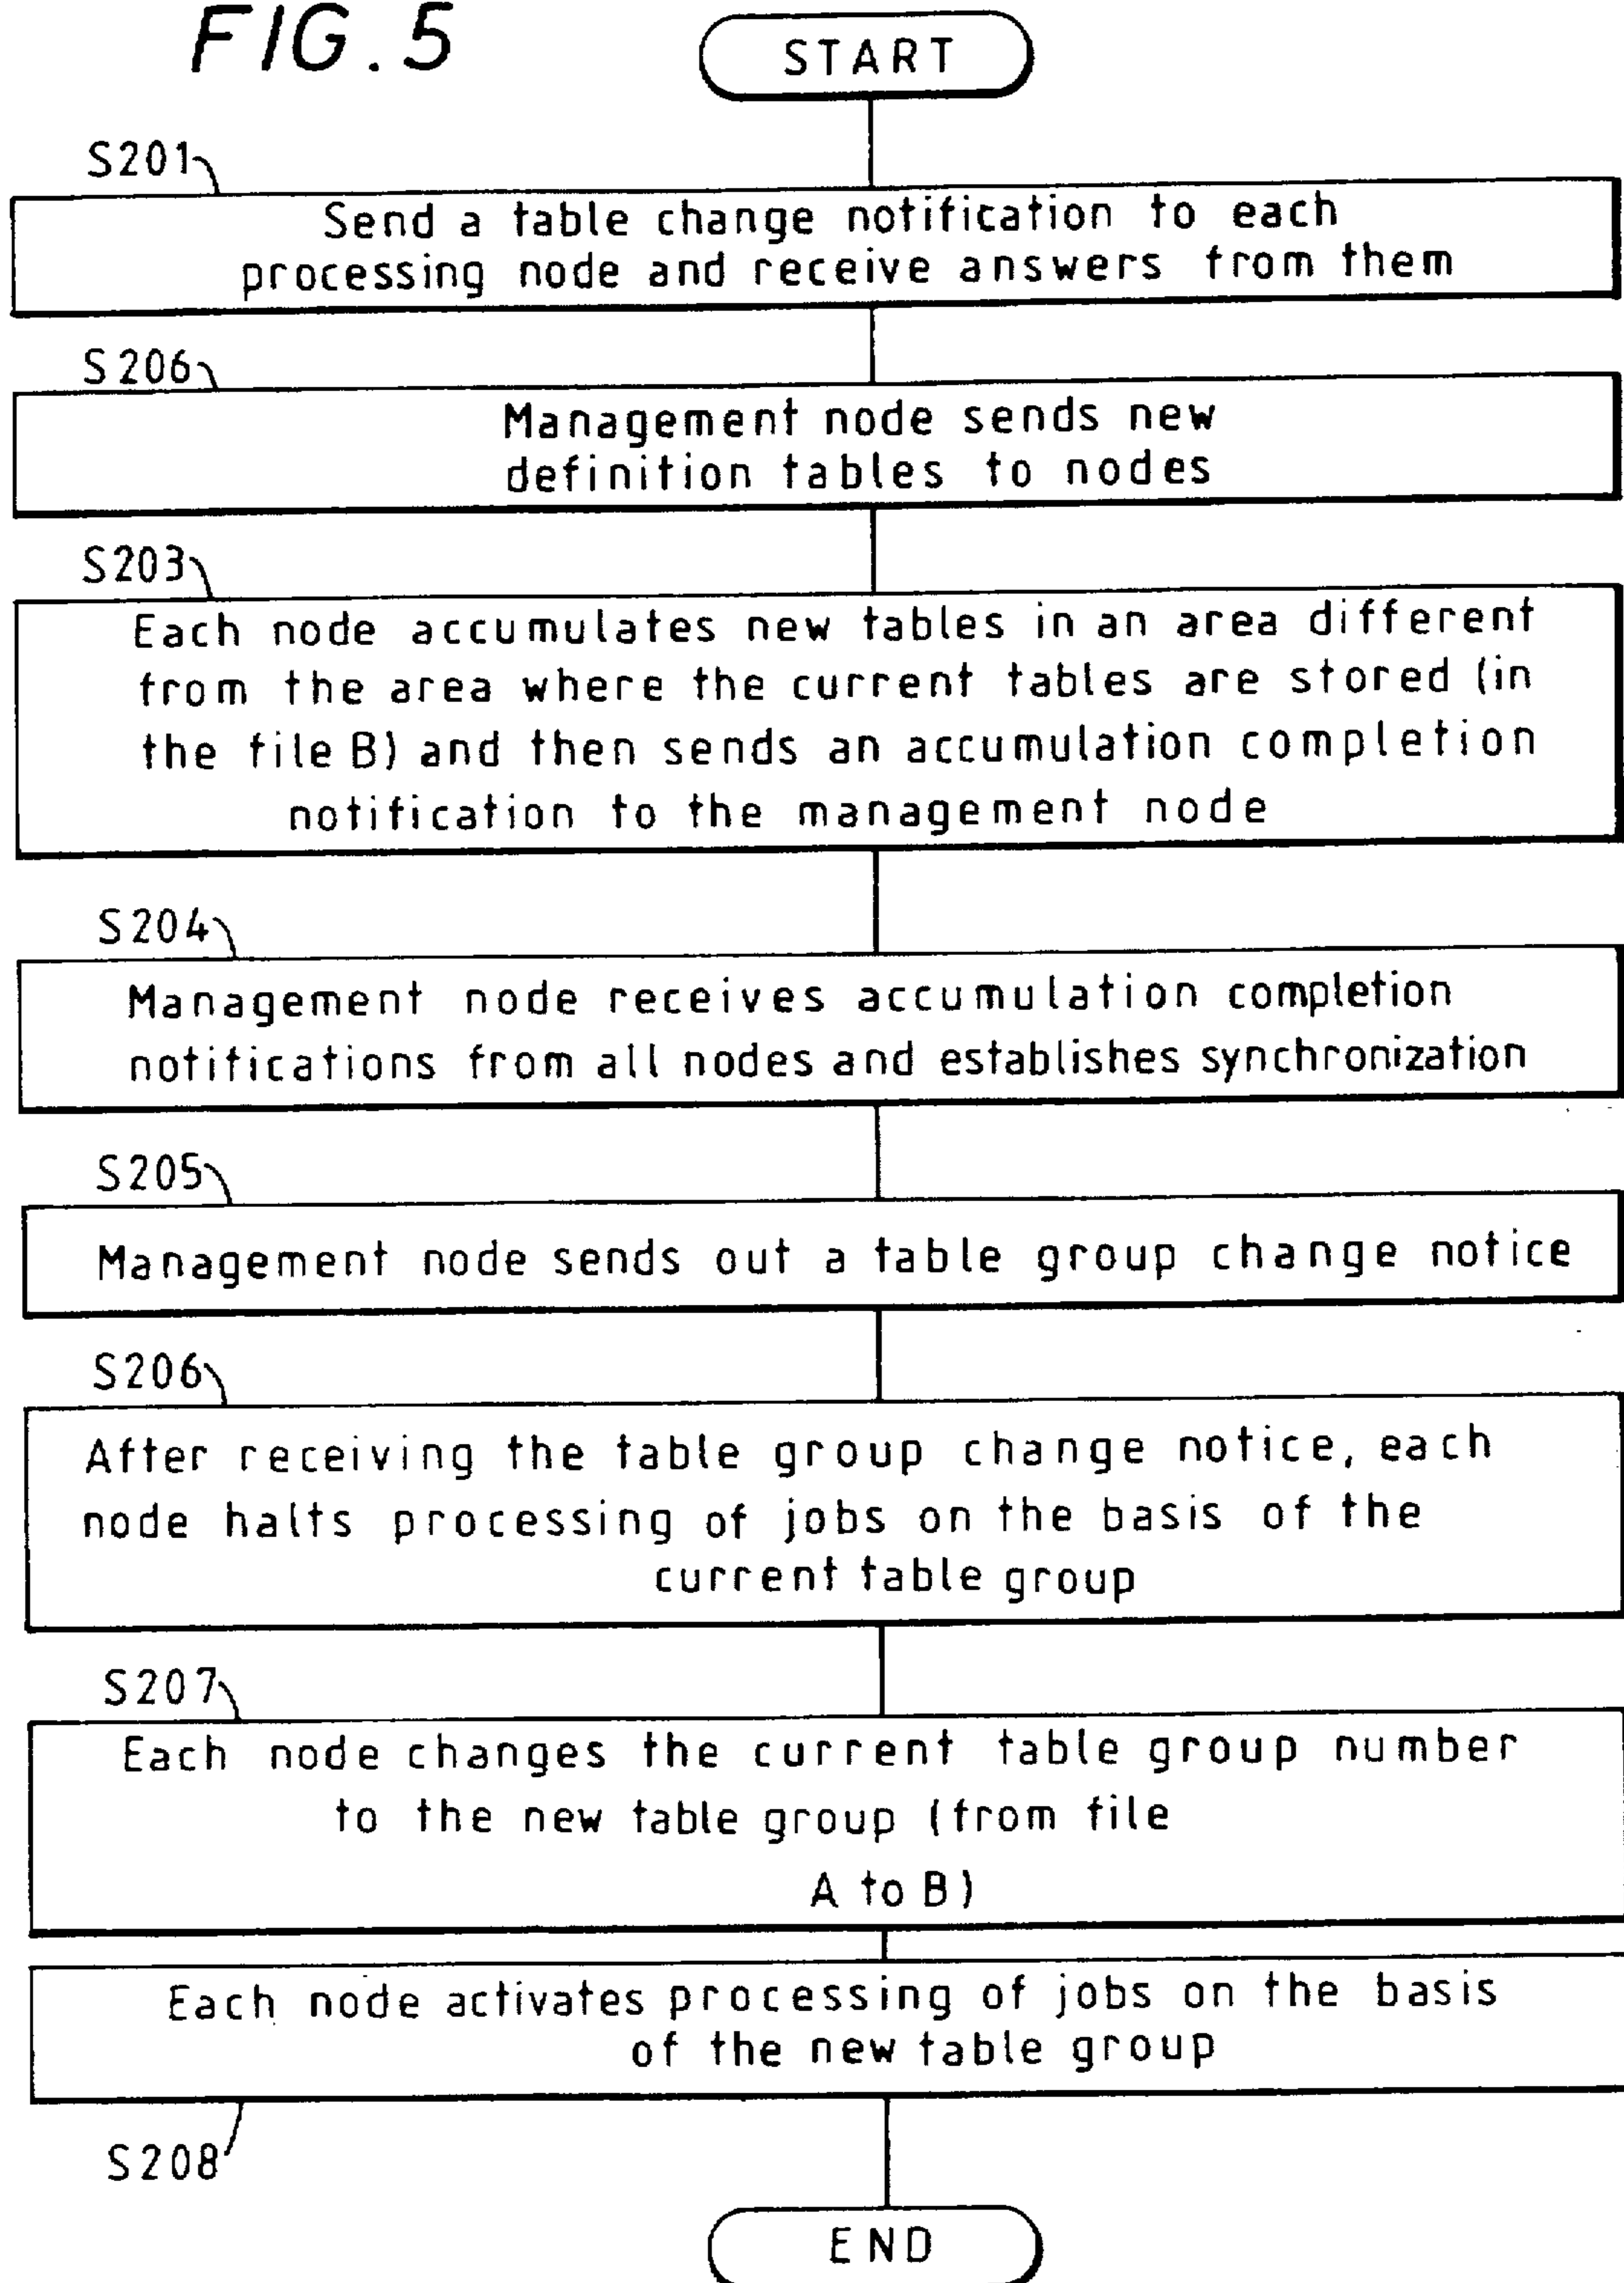 FIG. 5
START
S201
Send a table change notification to each
processing node and receive answers from them
S206
Management node sends new
definition tables to nodes
S203
Each node accumulates new tables in an area different
from the area where the current tables are stored (in
the file B) and then sends an accumulation completion
notification to the management node
S204
Management node receives accumulation completion
notifications from all nodes and establishes synchronization
S205
Management node sends out a table group change notice
S206
After receiving the table group change notice, each
node halts processing of jobs on the basis of the
current table group
S207
Each node changes the current table group number
to the new table group (from file
A to B)
Each node activates processing of jobs on the basis
of the new table group
S208
END